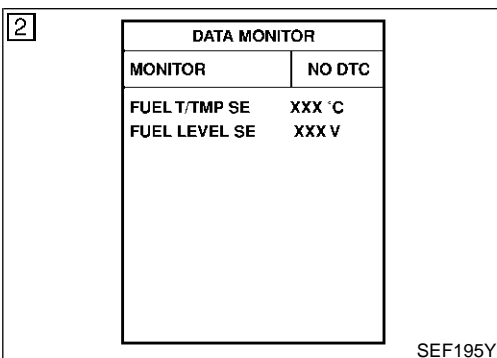 2
DATA MONITOR
MONITOR NO DTC
FUEL T/TMP SE XXX °C
FUEL LEVEL SE XXX V
SEF195Y